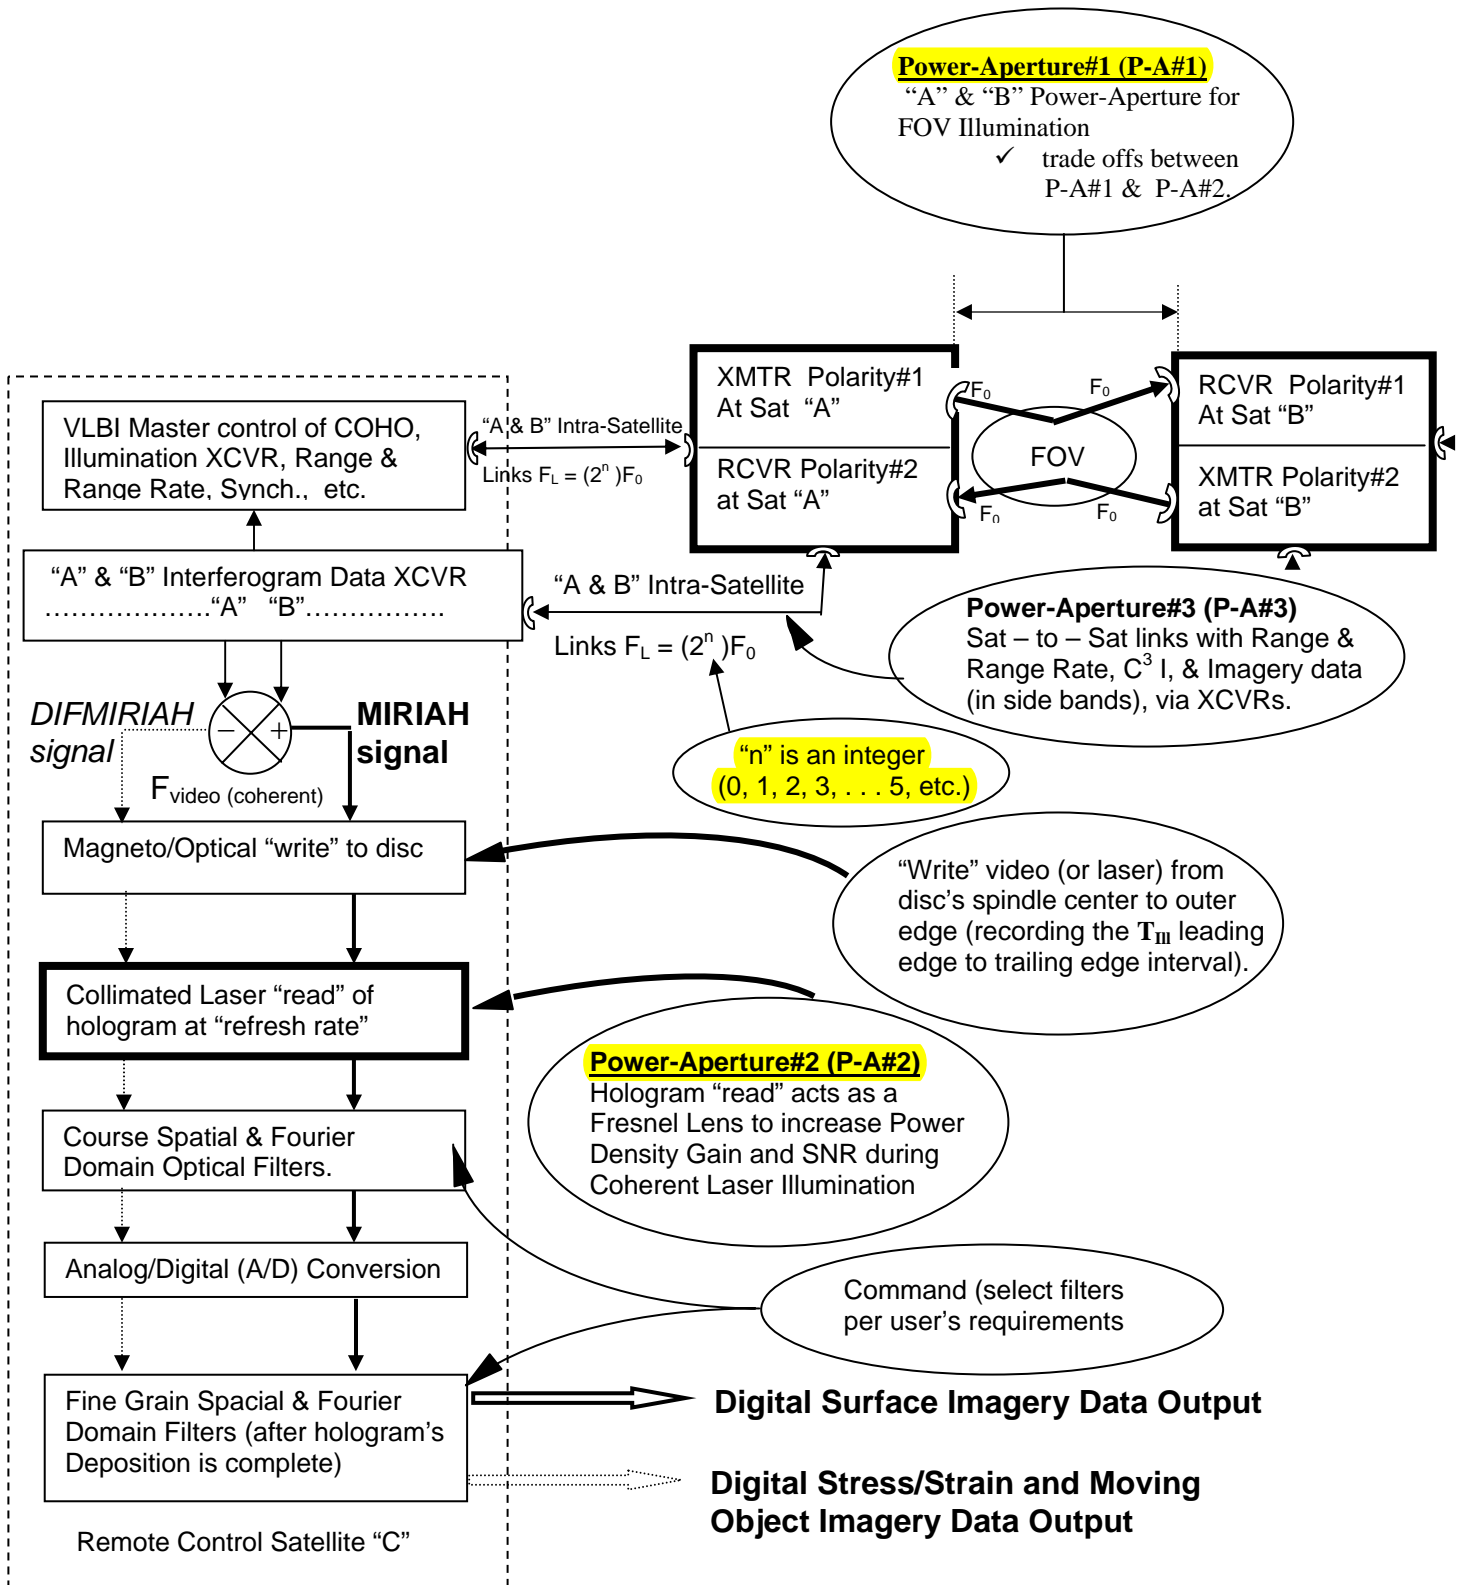 Power-Aperture#1 (P-A#1)
“A” & “B” Power-Aperture for
FOV Illumination
✓ trade offs between
P-A#1 & P-A#2.
XMTR Polarity#1
At Sat “A”
RCVR Polarity#2
at Sat “A”
F₀
F₀
FOV
F₀
F₀
RCVR Polarity#1
At Sat “B”
XMTR Polarity#2
at Sat “B”
VLBI Master control of COHO,
Illumination XCVR, Range &
Range Rate, Synch., etc.
“A & B” Intra-Satellite
Links F_L = (2ⁿ )F₀
“A” & “B” Interferogram Data XCVR
………………..“A” “B”…………….
“A & B” Intra-Satellite
Links F_L = (2ⁿ )F₀
Power-Aperture#3 (P-A#3)
Sat – to – Sat links with Range &
Range Rate, C³ I, & Imagery data
(in side bands), via XCVRs.
DIFMIRIAH
signal
− +
MIRIAH
signal
F video (coherent)
“n” is an integer
(0, 1, 2, 3, . . . 5, etc.)
Magneto/Optical “write” to disc
“Write” video (or laser) from
disc’s spindle center to outer
edge (recording the T_Ill leading
edge to trailing edge interval).
Collimated Laser “read” of
hologram at “refresh rate”
Power-Aperture#2 (P-A#2)
Hologram “read” acts as a
Fresnel Lens to increase Power
Density Gain and SNR during
Coherent Laser Illumination
Course Spatial & Fourier
Domain Optical Filters.
Analog/Digital (A/D) Conversion
Command (select filters
per user’s requirements
Fine Grain Spacial & Fourier
Domain Filters (after hologram’s
Deposition is complete)
Digital Surface Imagery Data Output
Digital Stress/Strain and Moving
Object Imagery Data Output
Remote Control Satellite “C”